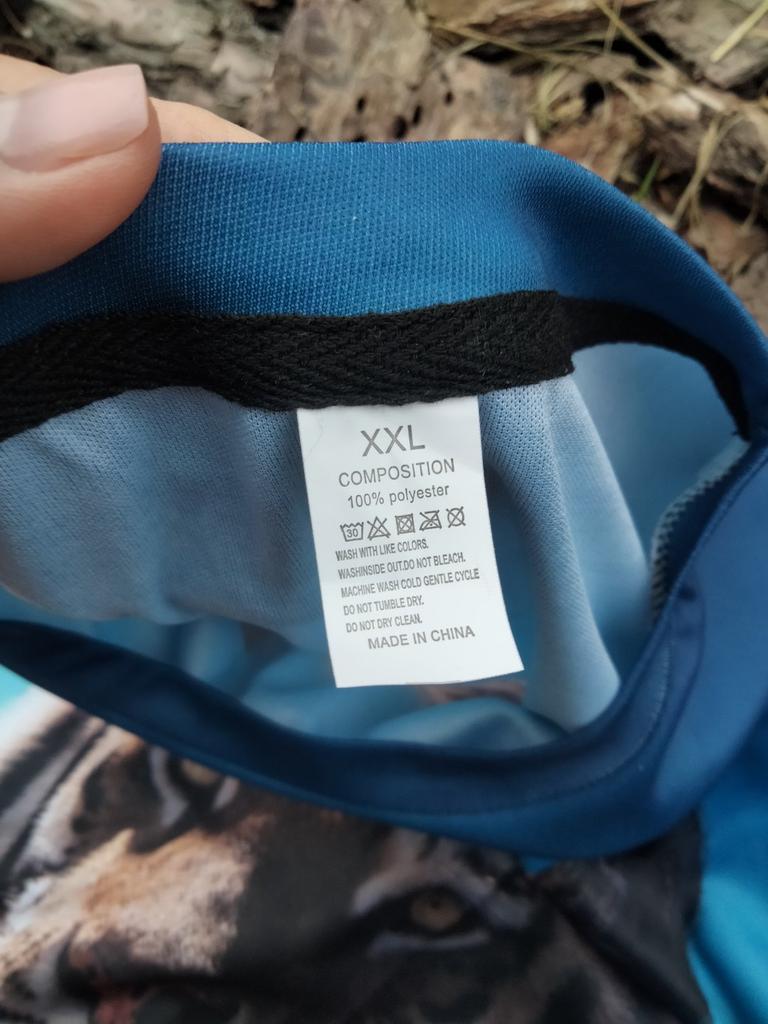 XXL
COMPOSITION
100% polyester
30
WASH WITH LIKE COLORS.
WASHINSIDE OUT.DO NOT BLEACH.
MACHINE WASH COLD GENTLE CYCLE
DO NOT TUMBLE DRY.
DO NOT DRY CLEAN.
MADE IN CHINA